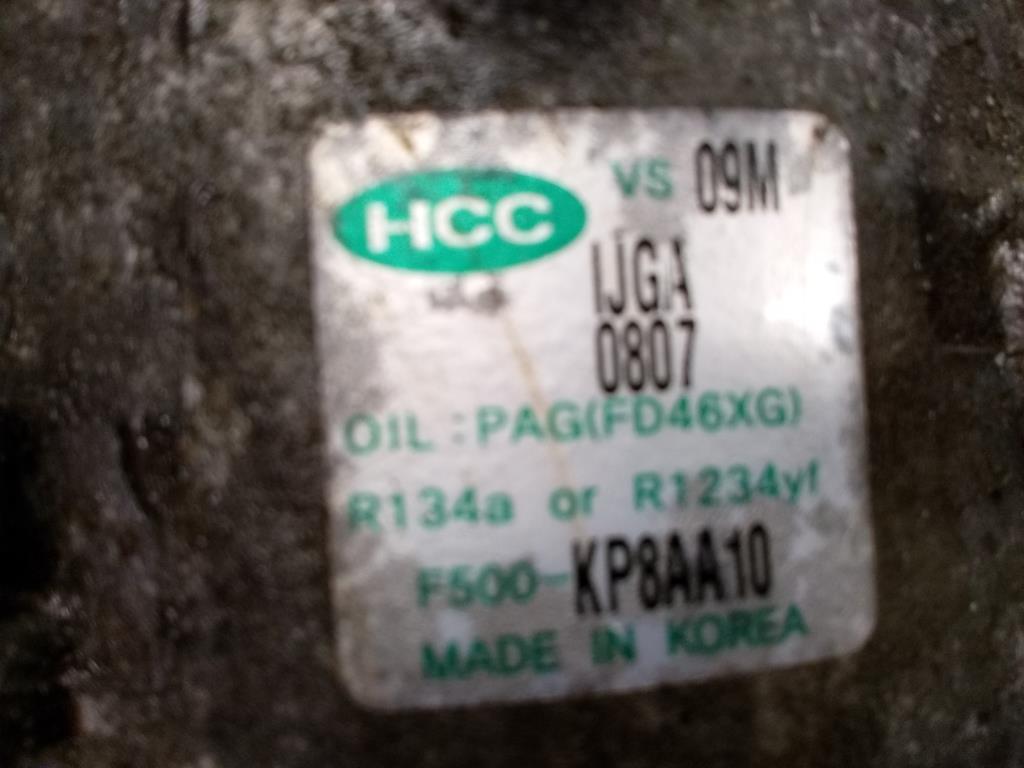 HCC VS 09M
IJGA
0807
OIL : PAG(FD46XG)
R134a or R1234yf
F500-KP8AA10
MADE IN KOREA